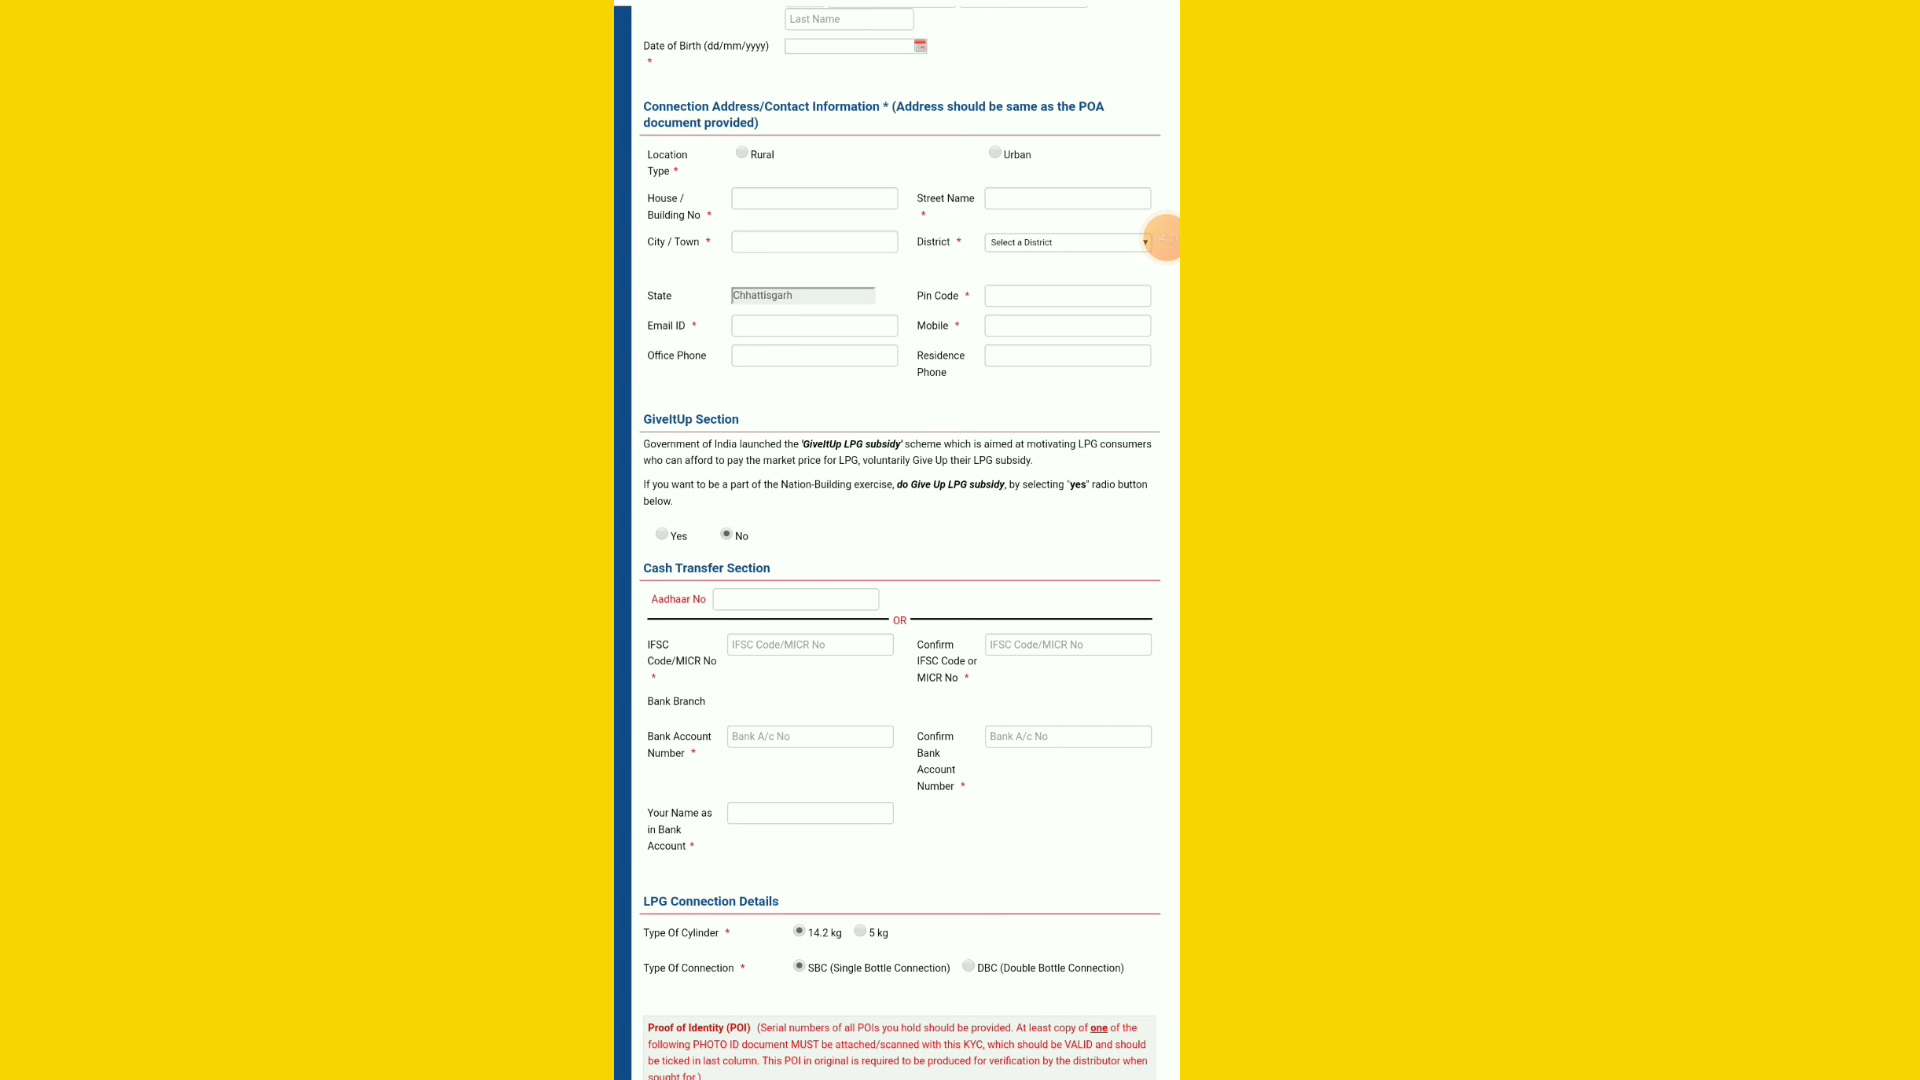 Last Name
Date of Birth (dd/mm/yyyy)
*
Connection Address/Contact Information * (Address should be same as the POA
document provided)
Location
Type *
Rural
Urban
House /
Building No *
Street Name
*
City / Town *
District *
Select a District
State
Chhattisgarh
Pin Code *
Email ID *
Mobile *
Office Phone
Residence
Phone
GiveItUp Section
Government of India launched the 'GiveItUp LPG subsidy' scheme which is aimed at motivating LPG consumers
who can afford to pay the market price for LPG, voluntarily Give Up their LPG subsidy.
If you want to be a part of the Nation-Building exercise, do Give Up LPG subsidy, by selecting "yes" radio button
below.
Yes No
Cash Transfer Section
Aadhaar No
OR
IFSC
Code/MICR No
*
IFSC Code/MICR No
Confirm
IFSC Code or
MICR No *
IFSC Code/MICR No
Bank Branch
Bank Account
Number *
Bank A/c No
Confirm
Bank
Account
Number *
Bank A/c No
Your Name as
in Bank
Account *
LPG Connection Details
Type Of Cylinder * 14.2 kg 5 kg
Type Of Connection * SBC (Single Bottle Connection) DBC (Double Bottle Connection)
Proof of Identity (POI) (Serial numbers of all POIs you hold should be provided. At least copy of one of the
following PHOTO ID document MUST be attached/scanned with this KYC, which should be VALID and should
be ticked in last column. This POI in original is required to be produced for verification by the distributor when
sought for.)